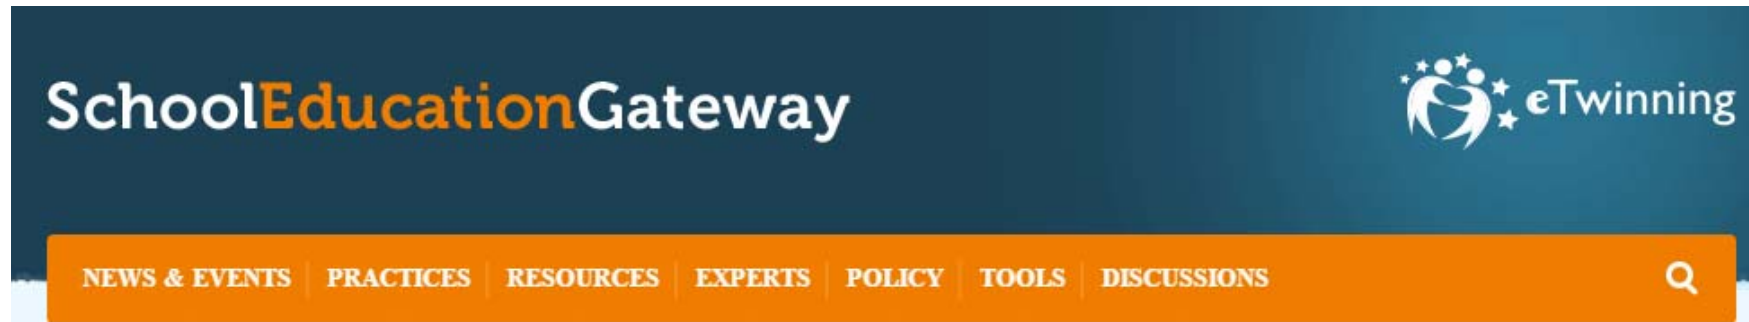 SchoolEducationGateway
eTwinning
NEWS & EVENTS PRACTICES RESOURCES EXPERTS POLICY TOOLS DISCUSSIONS